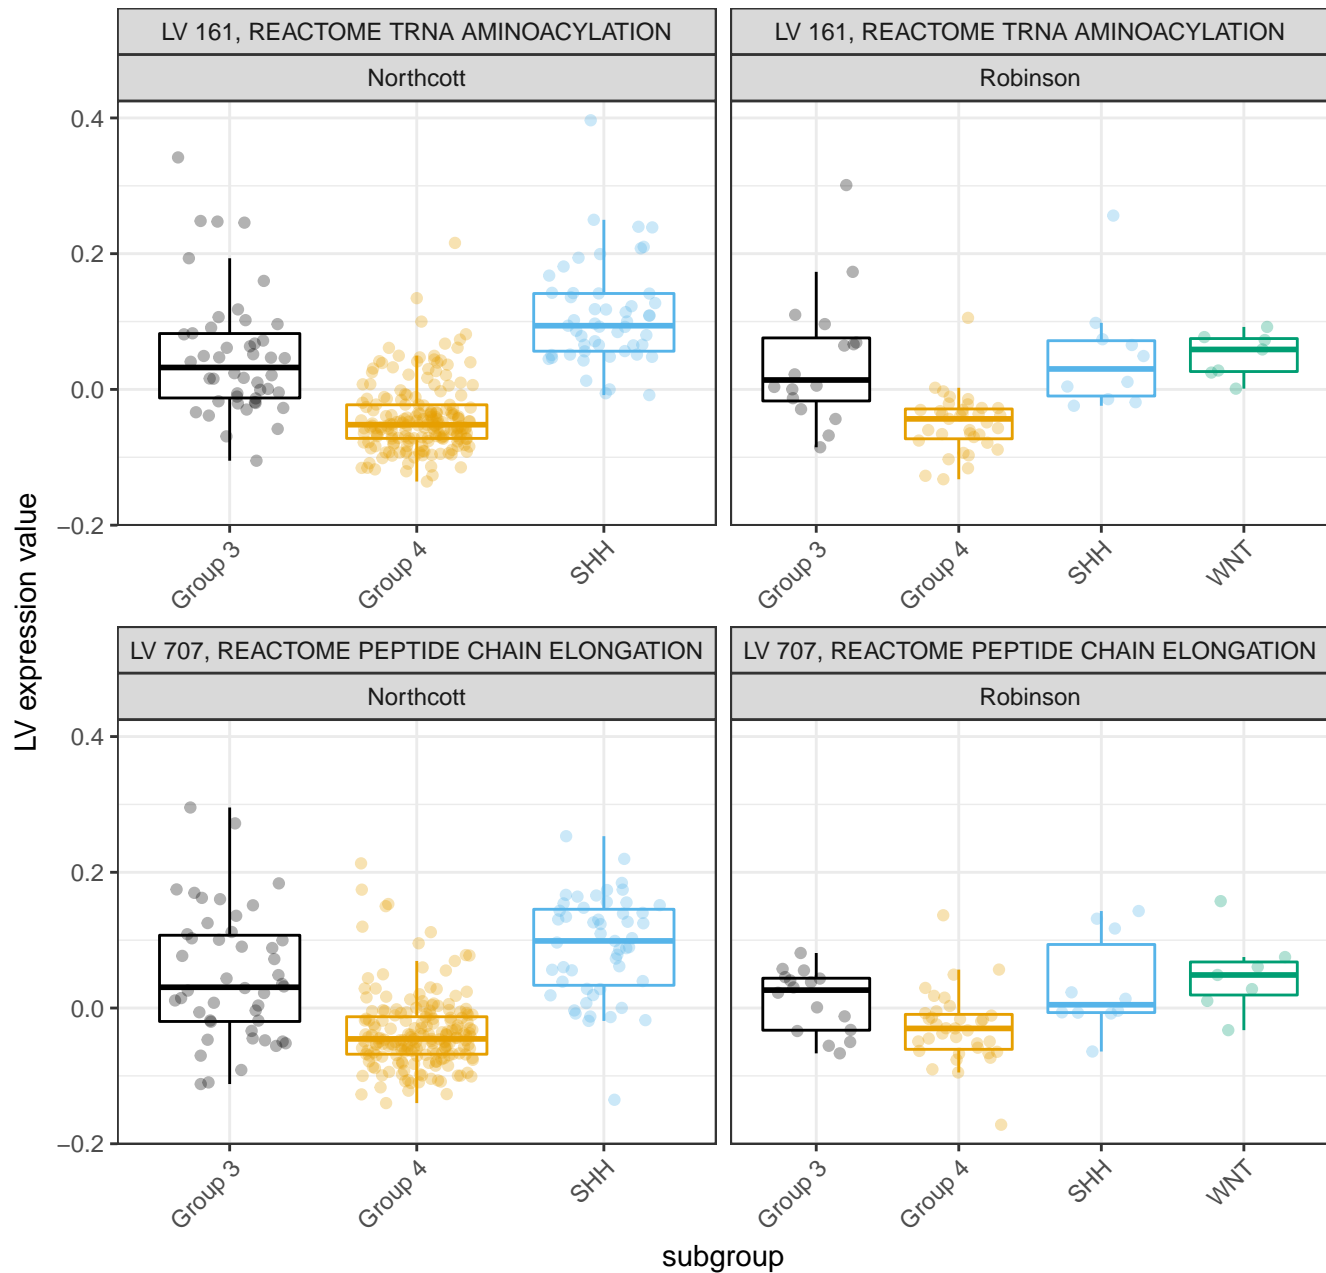 LV 161, REACTOME TRNA AMINOACYLATION
LV 161, REACTOME TRNA AMINOACYLATION
Northcott
Robinson
0.4
0.2
0.0
−0.2
Group 3
Group 4
SHH
Group 3
Group 4
SHH
WNT
LV expression value
LV 707, REACTOME PEPTIDE CHAIN ELONGATION
LV 707, REACTOME PEPTIDE CHAIN ELONGATION
Northcott
Robinson
0.4
0.2
0.0
−0.2
Group 3
Group 4
SHH
Group 3
Group 4
SHH
WNT
subgroup